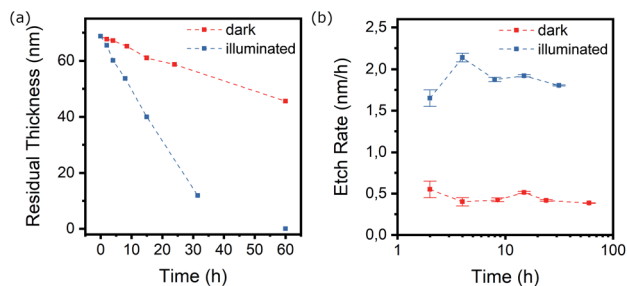 (a)
dark
illuminated
Residual Thickness (nm)
60
40
20
0
0 10 20 30 40 50 60
Time (h)
(b)
dark
illuminated
Etch Rate (nm/h)
2,5
2,0
1,5
1,0
0,5
0,0
1 10 100
Time (h)